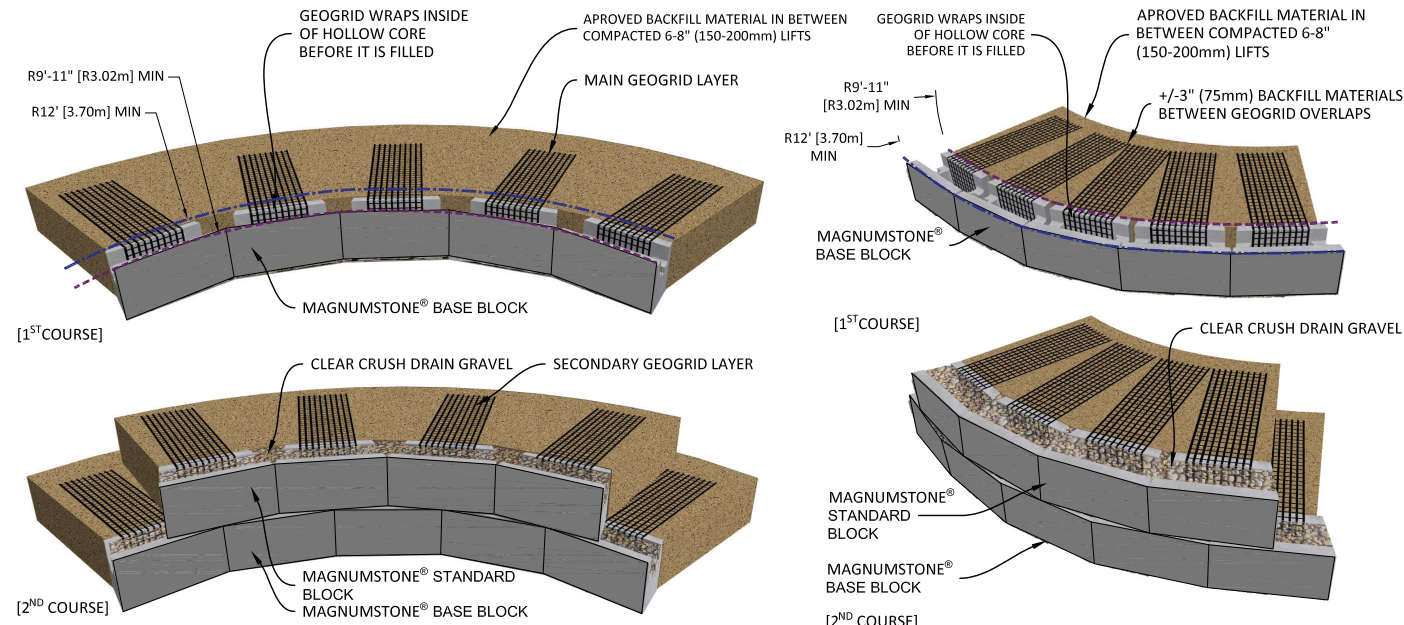 GEOGRID WRAPS INSIDE
OF HOLLOW CORE
BEFORE IT IS FILLED
APROVED BACKFILL MATERIAL IN BETWEEN
COMPACTED 6-8" (150-200mm) LIFTS
MAIN GEOGRID LAYER
R9'-11" [R3.02m] MIN
R12' [3.70m] MIN
MAGNUMSTONE® BASE BLOCK
[1ST COURSE]
GEOGRID WRAPS INSIDE
OF HOLLOW CORE
BEFORE IT IS FILLED
APROVED BACKFILL MATERIAL IN
BETWEEN COMPACTED 6-8"
(150-200mm) LIFTS
R9'-11"
[R3.02m] MIN
+/-3" (75mm) BACKFILL MATERIALS
BETWEEN GEOGRID OVERLAPS
R12' [3.70m]
MIN
MAGNUMSTONE®
BASE BLOCK
[1ST COURSE]
CLEAR CRUSH DRAIN GRAVEL
SECONDARY GEOGRID LAYER
MAGNUMSTONE® STANDARD
BLOCK
MAGNUMSTONE® BASE BLOCK
[2ND COURSE]
CLEAR CRUSH DRAIN GRAVEL
MAGNUMSTONE®
STANDARD
BLOCK
MAGNUMSTONE®
BASE BLOCK
[2ND COURSE]